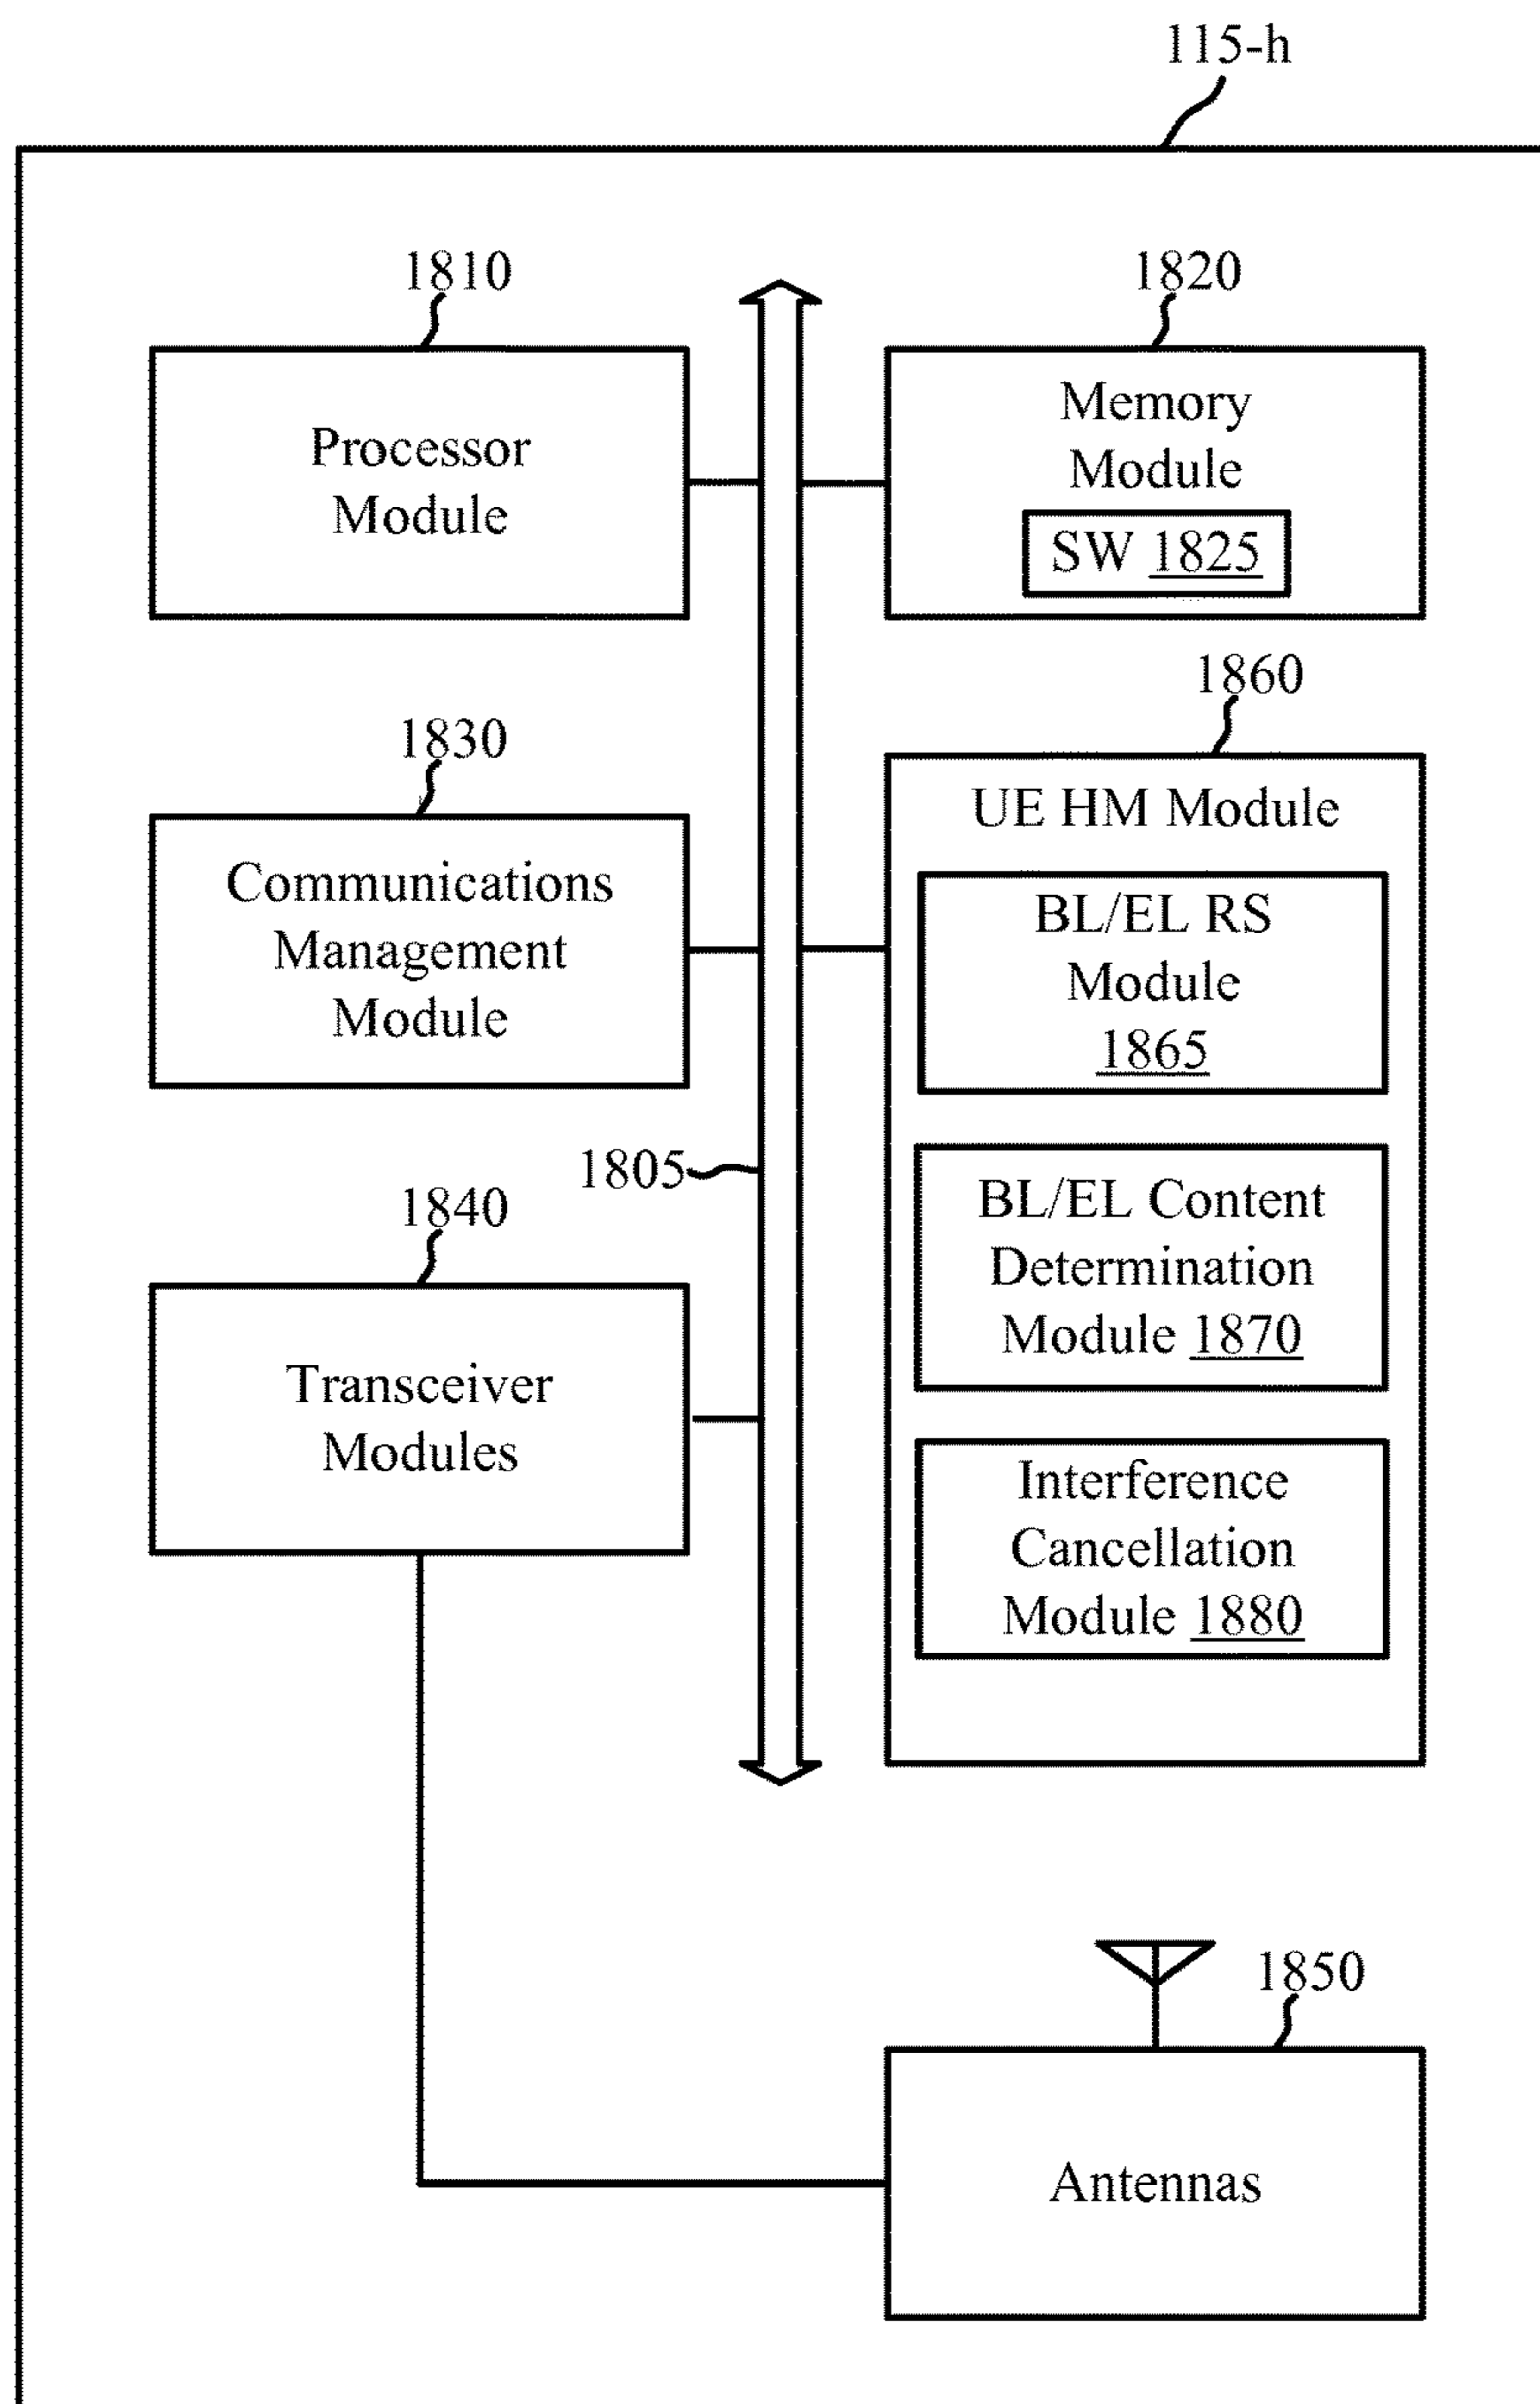 115-h
1810
1820
Processor
Module
Memory
Module
SW 1825
1830
1860
Communications
Management
Module
UE HM Module
BL/EL RS
Module
1865
1805
BL/EL Content
Determination
Module 1870
1840
Transceiver
Modules
Interference
Cancellation
Module 1880
1850
Antennas